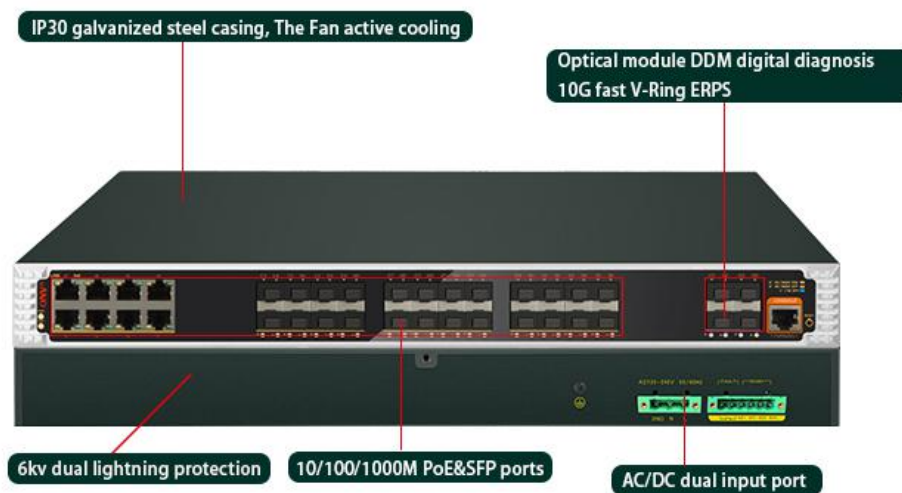 IP30 galvanized steel casing, The Fan active cooling
Optical module DDM digital diagnosis
10G fast V-Ring ERPS
6kv dual lightning protection
10/100/1000M PoE&SFP ports
AC/DC dual input port